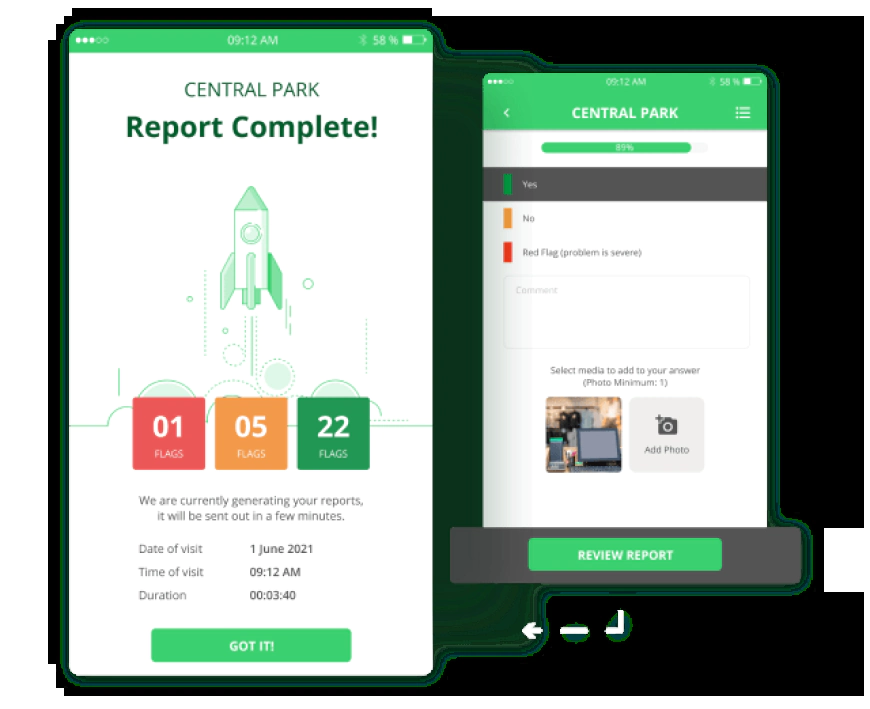 09:12 AM
58 %
CENTRAL PARK
Report Complete!
01
FLAGS
05
FLAGS
22
FLAGS
We are currently generating your reports,
it will be sent out in a few minutes.
Date of visit 1 June 2021
Time of visit 09:12 AM
Duration 00:03:40
GOT IT!
09:12 AM
58 %
CENTRAL PARK
89%
Yes
No
Red Flag (problem is severe)
Comment
Select media to add to your answer
(Photo Minimum: 1)
Add Photo
REVIEW REPORT